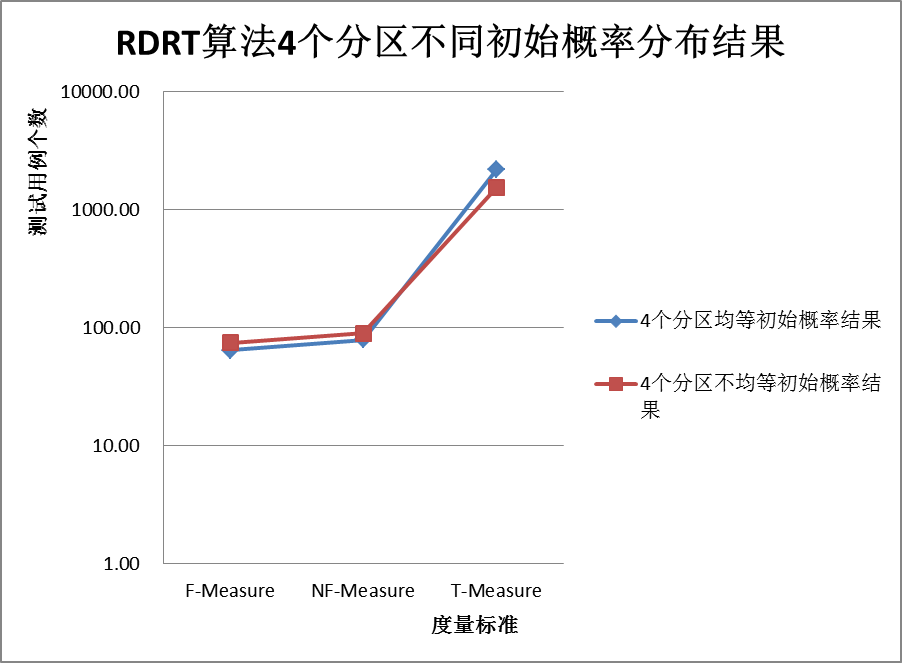 RDRT算法4个分区不同初始概率分布结果
测试用例个数
10000.00
1000.00
100.00
10.00
1.00
F-Measure
NF-Measure
T-Measure
度量标准
4个分区均等初始概率结果
4个分区不均等初始概率结
果